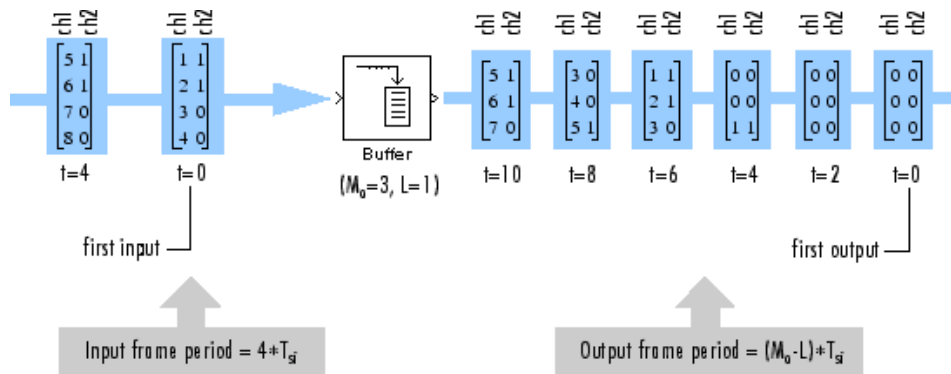 ch1 ch2 ch1 ch2 ch1 ch2 ch1 ch2 ch1 ch2 ch1 ch2 ch1 ch2 ch1 ch2
5 1 1 1 5 1 3 0 1 1 0 0 0 0 0 0
6 1 2 1 6 1 4 0 2 1 0 0 0 0 0 0
7 0 3 0 7 0 5 1 3 0 1 1 0 0 0 0
8 0 4 0
Buffer
t=4 t=0 (Mo=3, L=1) t=10 t=8 t=6 t=4 t=2 t=0
first input first output
Input frame period = 4*Tsi Output frame period = (Mo-L)*Tsi